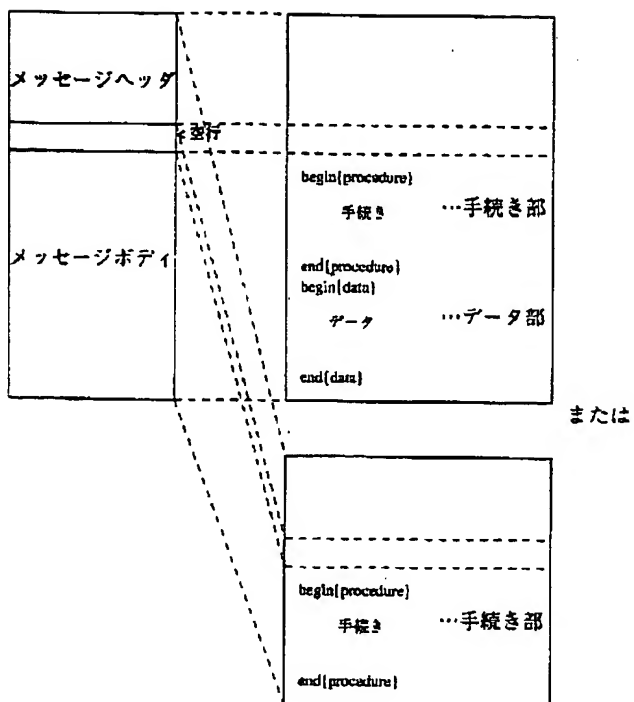 メッセージヘッダ
空行
メッセージボディ
begin{procedure}
手続き …手続き部
end{procedure}
begin{data}
データ …データ部
end{data}
または
begin{procedure}
手続き …手続き部
end{procedure}